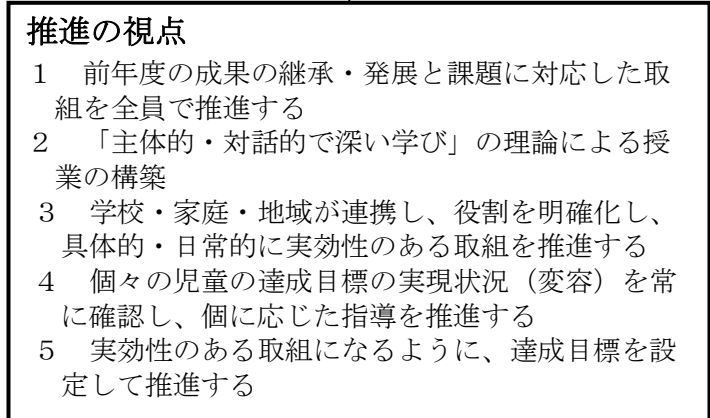 推進の視点
１　前年度の成果の継承・発展と課題に対応した取
組を全員で推進する
２　「主体的・対話的で深い学び」の理論による授
業の構築
３　学校・家庭・地域が連携し、役割を明確化し、
具体的・日常的に実効性のある取組を推進する
４　個々の児童の達成目標の実現状況（変容）を常
に確認し、個に応じた指導を推進する
５　実効性のある取組になるように、達成目標を設
定して推進する